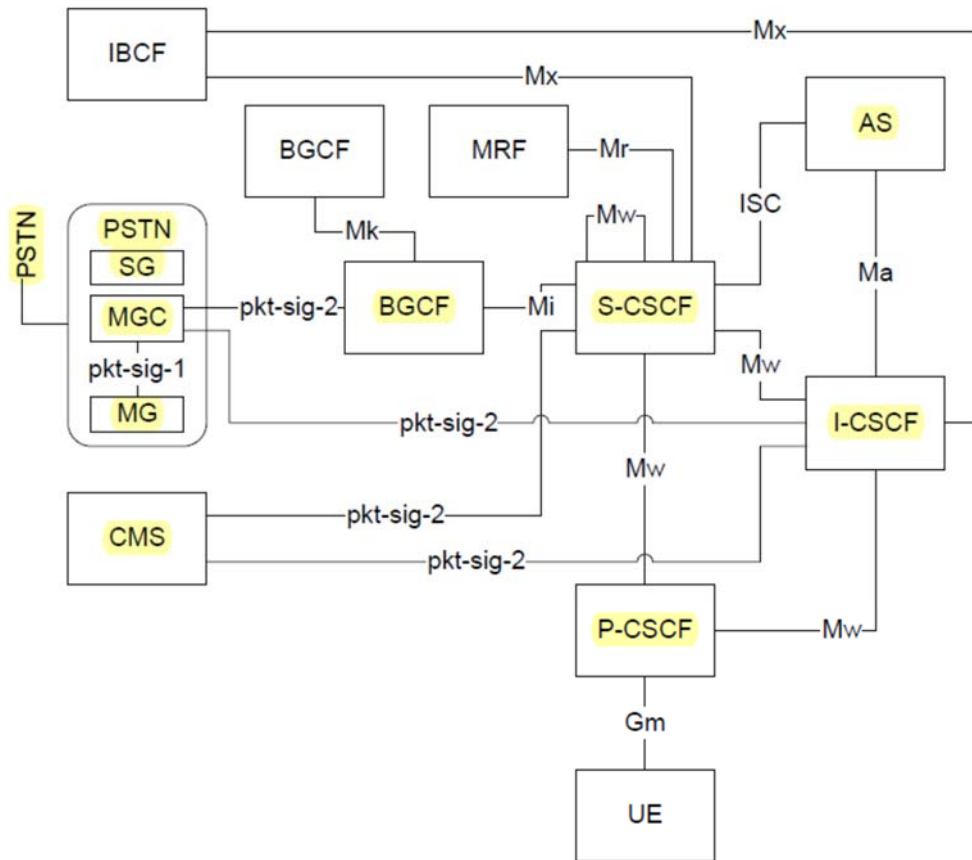 IBCF
Mx
Mx
BGCF
MRF
Mr
AS
ISC
Mw
Mk
PSTN
PSTN
SG
MGC
pkt-sig-1
MG
pkt-sig-2
BGCF
Mi
S-CSCF
Ma
Mw
pkt-sig-2
I-CSCF
Mw
CMS
pkt-sig-2
pkt-sig-2
P-CSCF
Mw
Gm
UE